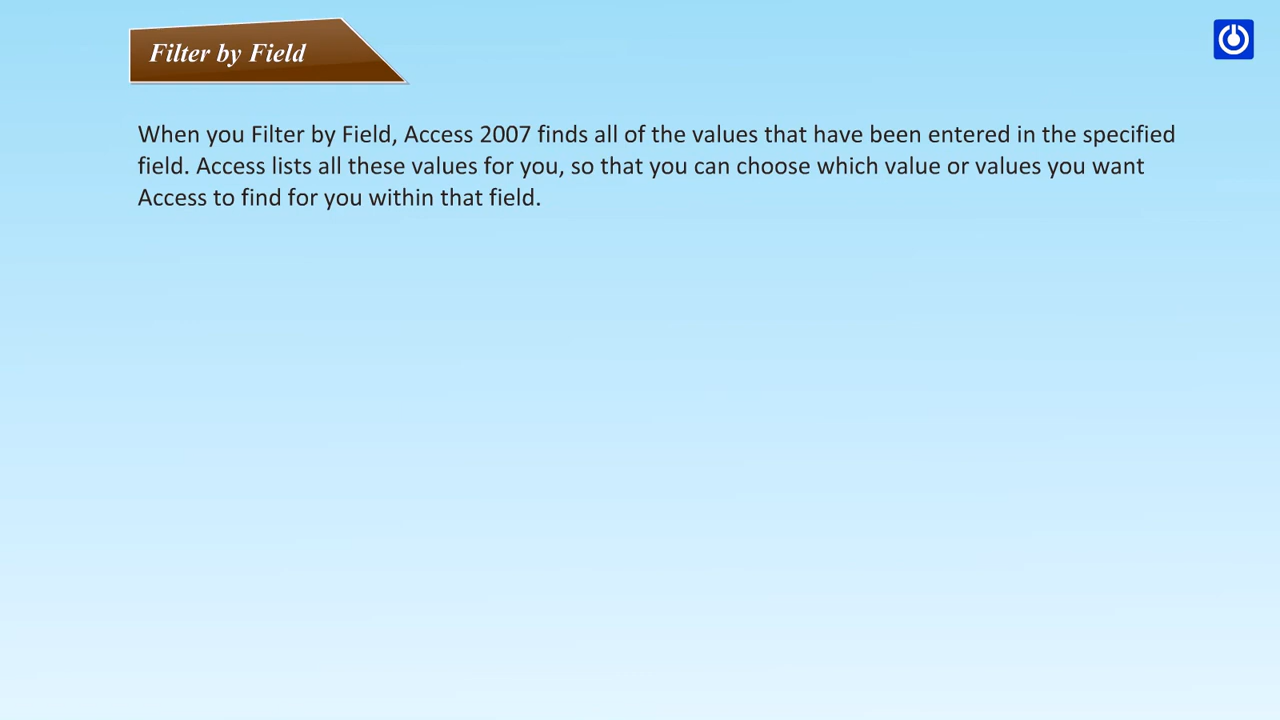 Filter by Field
When you Filter by Field, Access 2007 finds all of the values that have been entered in the specified
field. Access lists all these values for you, so that you can choose which value or values you want
Access to find for you within that field.